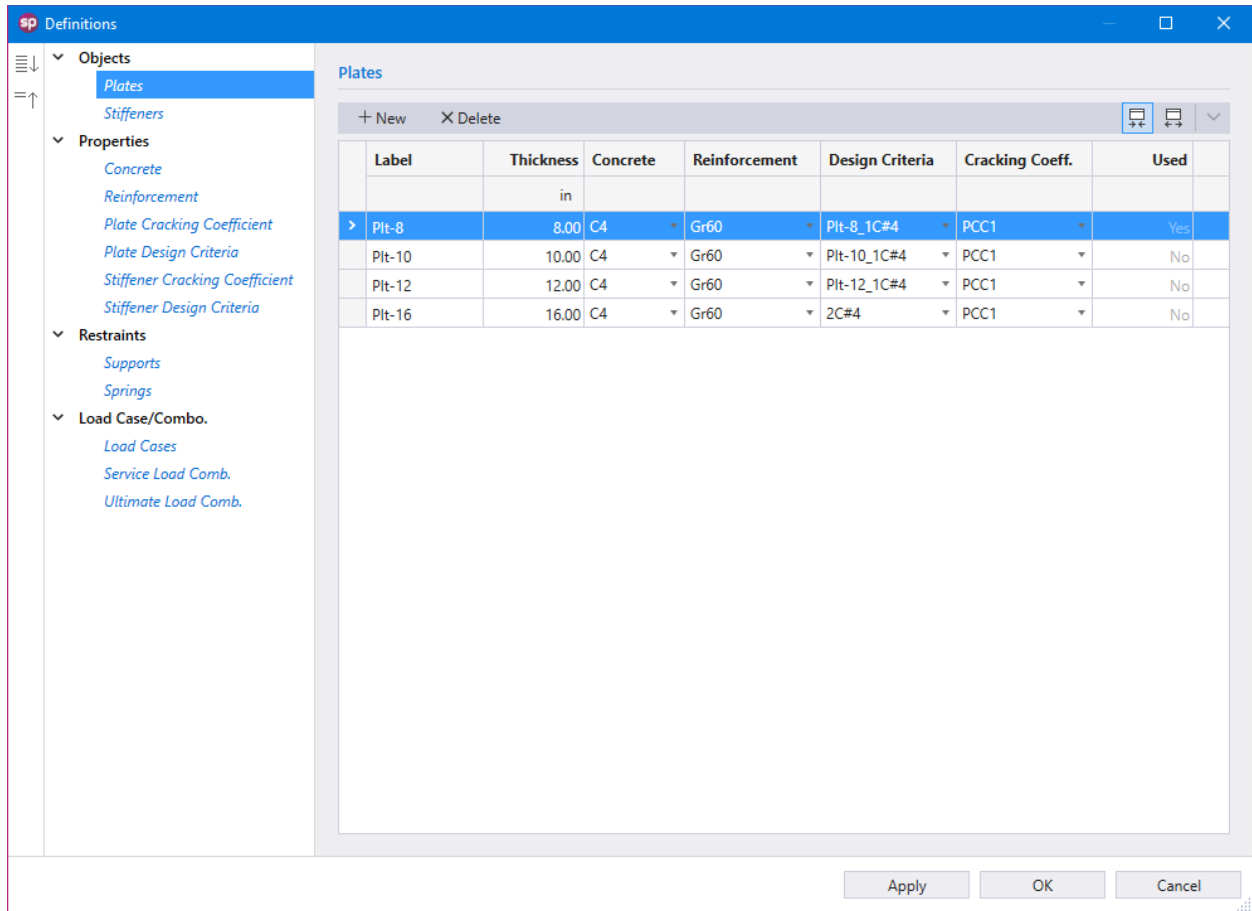 sp Definitions
Objects
Plates
Stiffeners
Properties
Concrete
Reinforcement
Plate Cracking Coefficient
Plate Design Criteria
Stiffener Cracking Coefficient
Stiffener Design Criteria
Restraints
Supports
Springs
Load Case/Combo.
Load Cases
Service Load Comb.
Ultimate Load Comb.
Plates
New Delete
Label Thickness Concrete Reinforcement Design Criteria Cracking Coeff. Used
in
Plt-8 8.00 C4 Gr60 Plt-8_1C#4 PCC1 Yes
Plt-10 10.00 C4 Gr60 Plt-10_1C#4 PCC1 No
Plt-12 12.00 C4 Gr60 Plt-12_1C#4 PCC1 No
Plt-16 16.00 C4 Gr60 2C#4 PCC1 No
Apply OK Cancel